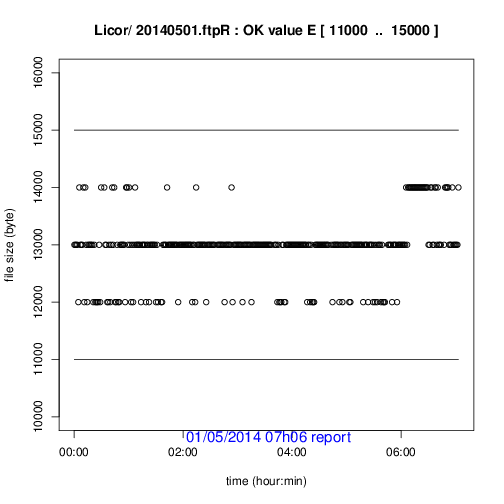 Licor/ 20140501.ftpR : OK value E [ 11000 .. 15000 ]
file size (byte)
16000
15000
14000
13000
12000
11000
10000
01/05/2014 07h06 report
00:00 02:00 04:00 06:00
time (hour:min)